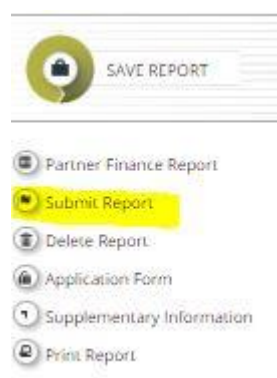 SAVE REPORT
Partner Finance Report
Submit Report
Delete Report
Application Form
Supplementary Information
Print Report